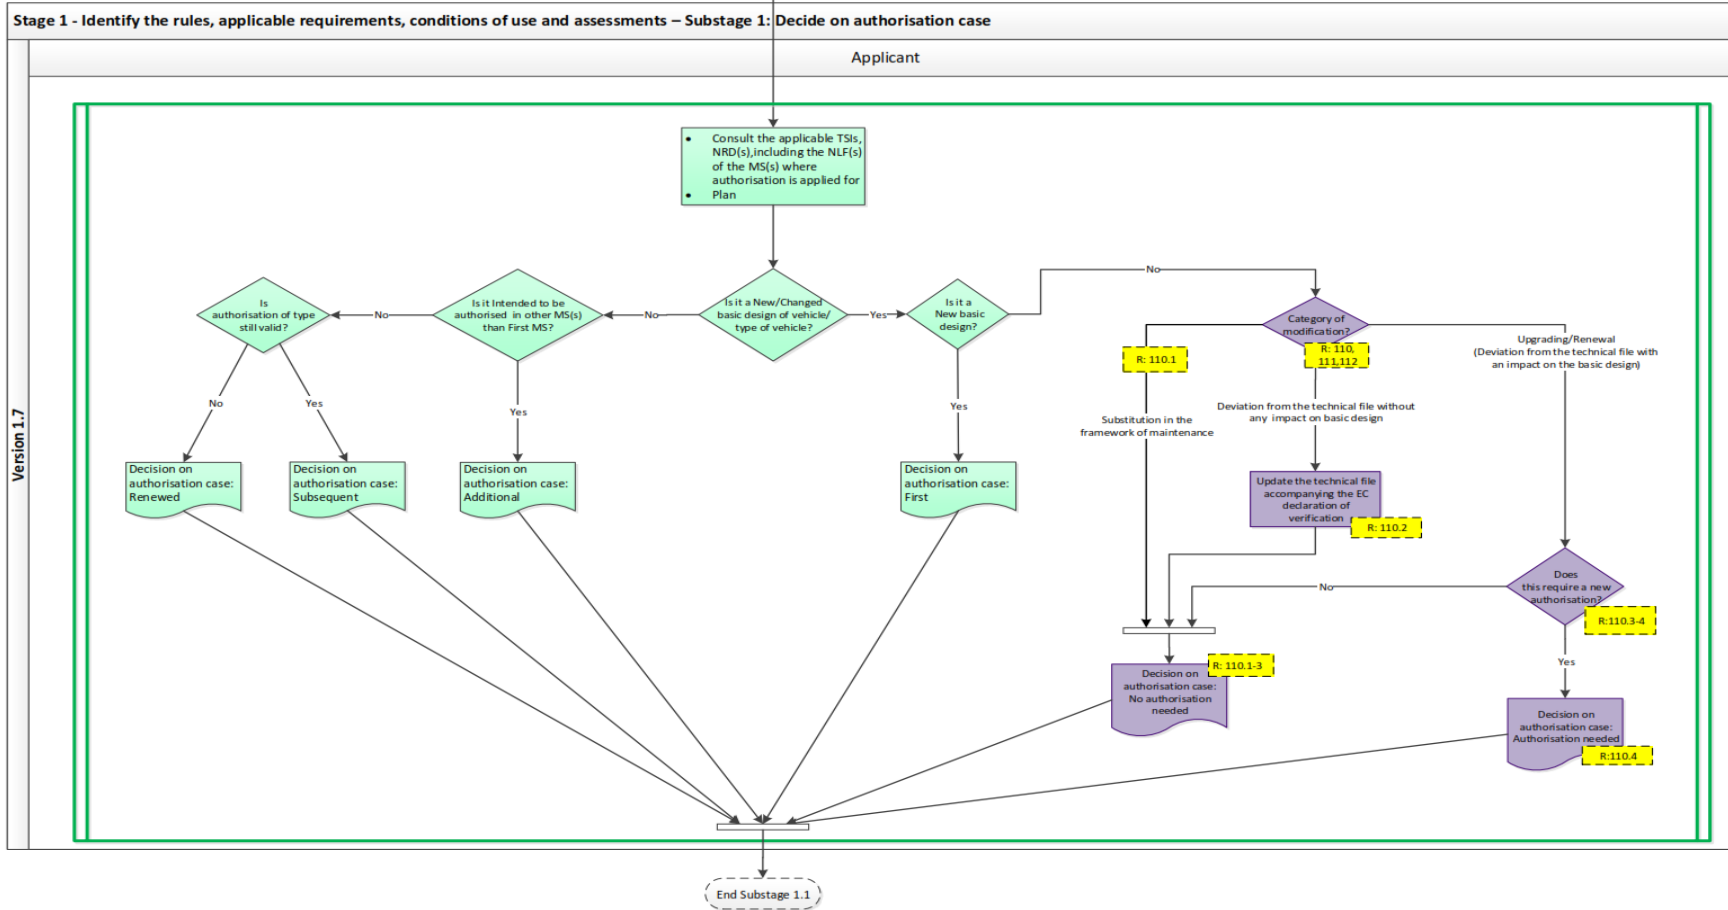 Stage 1 - Identify the rules, applicable requirements, conditions of use and assessments – Substage 1: Decide on authorisation case
Applicant
Version 1.7
• Consult the applicable TSIs,
NRD(s),including the NLF(s)
of the MS(s) where
authorisation is applied for
• Plan
Is
authorisation of type
still valid?
No
Is it Intended to be
authorised in other MS(s)
than First MS?
No
Is it a New/Changed
basic design of vehicle/
type of vehicle?
Yes
Is it a
New basic
design?
No
Category of
modification?
R: 110,
111,112
R: 110.1
Upgrading/Renewal
(Deviation from the technical file with
an impact on the basic design)
No
Yes
Yes
Yes
Substitution in the
framework of maintenance
Deviation from the technical file without
any impact on basic design
Decision on
authorisation case:
Renewed
Decision on
authorisation case:
Subsequent
Decision on
authorisation case:
Additional
Decision on
authorisation case:
First
Update the technical file
accompanying the EC
declaration of
verification
R: 110.2
Does
this require a new
authorisation?
R:110.3-4
No
Yes
Decision on
authorisation case:
No authorisation
needed
R: 110.1-3
Decision on
authorisation case:
Authorisation needed
R:110.4
End Substage 1.1